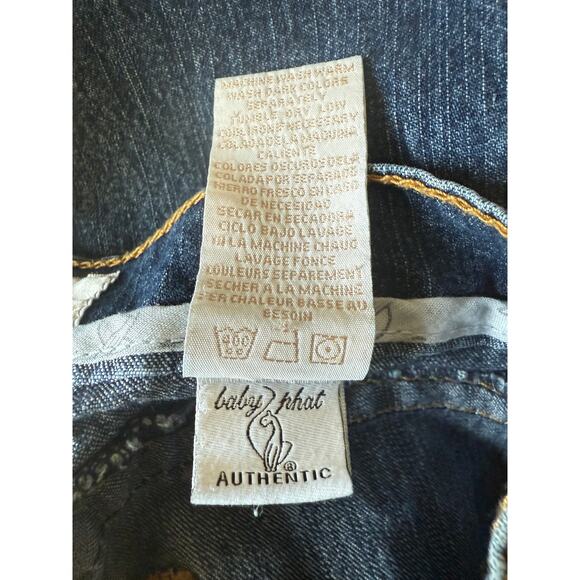 MACHINE WASH WARM
WASH DARK COLORS
SEPARATELY
TUMBLE DRY LOW
COOL IRON IF NECESSARY
COLADA DE LA MAQUINA
CALIENTE
COLORES OSCUROS DE LA
COLADA POR SEPARADO
HIERRO FRESCO EN CASO
DE NECESIDAD
SECAR EN SECADORA
CICLO BAJO LAVAGE
LA MACHINE CHAUG
LAVAGE FONCE
COULEURS SEPAREMENT
SECHER A LA MACHINE
FER CHALEUR BASSE AU
BESOIN
baby phat
AUTHENTIC ®